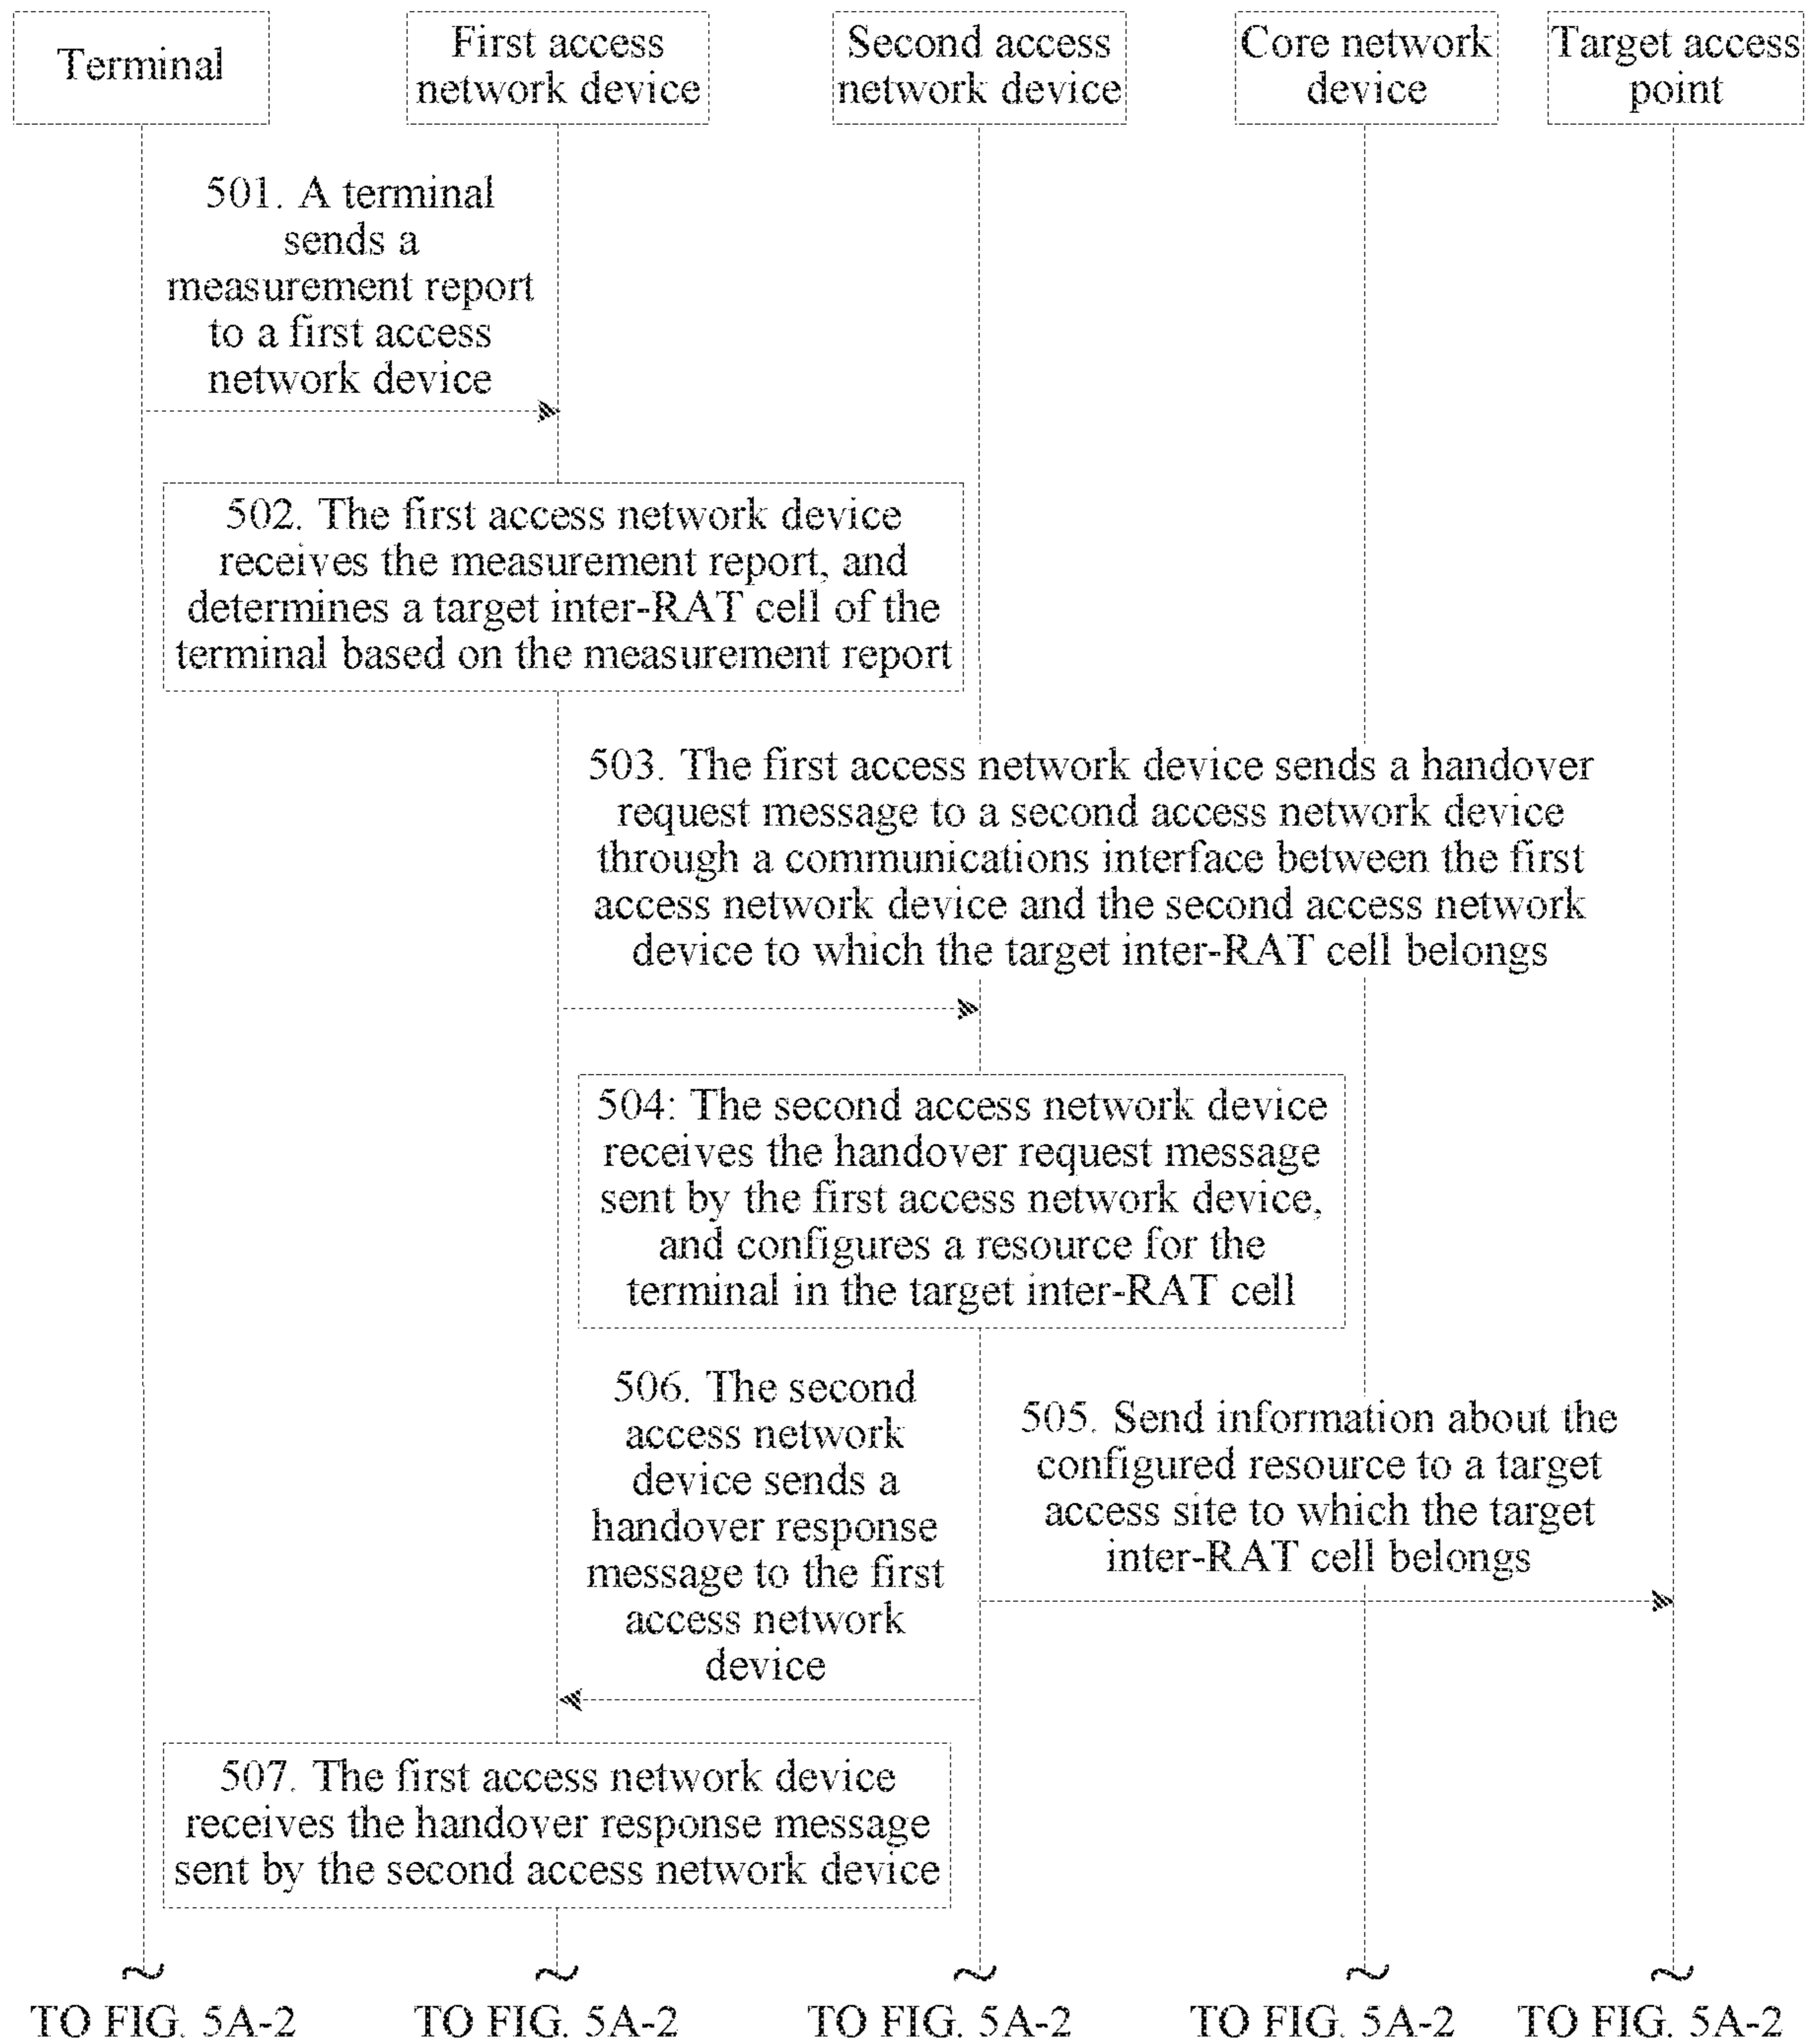 Terminal
First access
network device
Second access
network device
Core network
device
Target access
point
501. A terminal
sends a
measurement report
to a first access
network device
502. The first access network device
receives the measurement report, and
determines a target inter-RAT cell of the
terminal based on the measurement report
503. The first access network device sends a handover
request message to a second access network device
through a communications interface between the first
access network device and the second access network
device to which the target inter-RAT cell belongs
504: The second access network device
receives the handover request message
sent by the first access network device,
and configures a resource for the
terminal in the target inter-RAT cell
506. The second
access network
device sends a
handover response
message to the first
access network
device
505. Send information about the
configured resource to a target
access site to which the target
inter-RAT cell belongs
507. The first access network device
receives the handover response message
sent by the second access network device
TO FIG. 5A-2
TO FIG. 5A-2
TO FIG. 5A-2
TO FIG. 5A-2
TO FIG. 5A-2